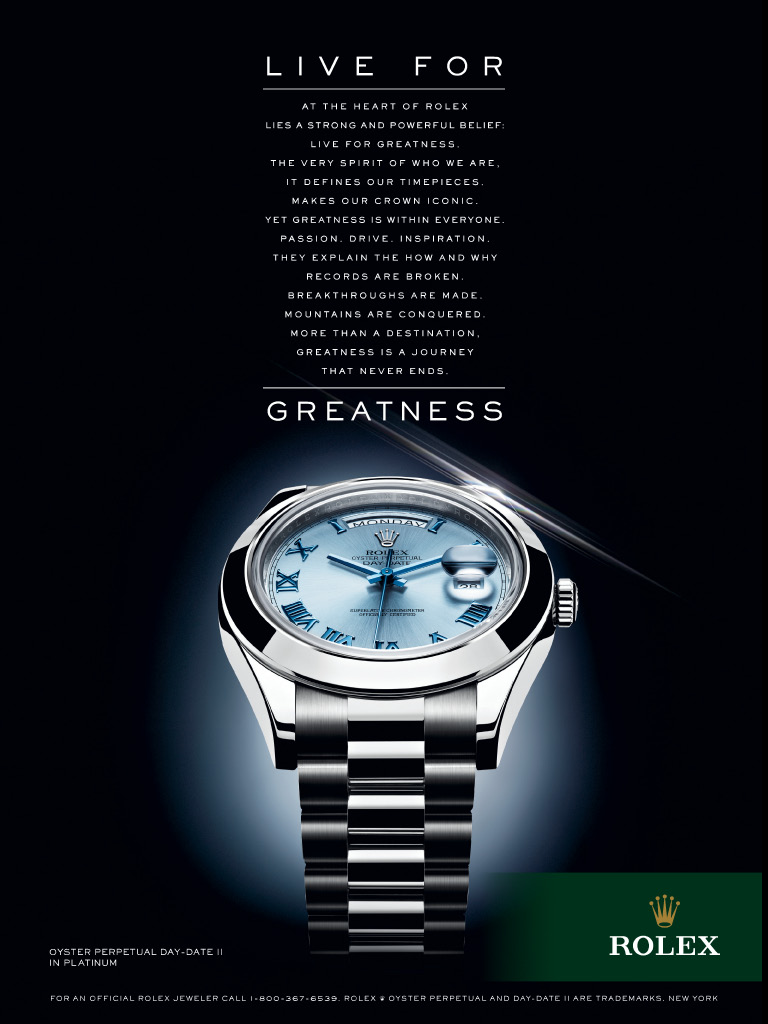 LIVE FOR
AT THE HEART OF ROLEX
LIES A STRONG AND POWERFUL BELIEF:
LIVE FOR GREATNESS.
THE VERY SPIRIT OF WHO WE ARE,
IT DEFINES OUR TIMEPIECES.
MAKES OUR CROWN ICONIC.
YET GREATNESS IS WITHIN EVERYONE.
PASSION. DRIVE. INSPIRATION.
THEY EXPLAIN THE HOW AND WHY
RECORDS ARE BROKEN.
BREAKTHROUGHS ARE MADE.
MOUNTAINS ARE CONQUERED.
MORE THAN A DESTINATION,
GREATNESS IS A JOURNEY
THAT NEVER ENDS.
GREATNESS
MONDAY
ROLEX
OYSTER PERPETUAL
DAY-DATE
28
SUPERLATIVE CHRONOMETER
OFFICIALLY CERTIFIED
ROLEX
OYSTER PERPETUAL DAY-DATE II
IN PLATINUM
FOR AN OFFICIAL ROLEX JEWELER CALL 1-800-367-6539. ROLEX OYSTER PERPETUAL AND DAY-DATE II ARE TRADEMARKS. NEW YORK